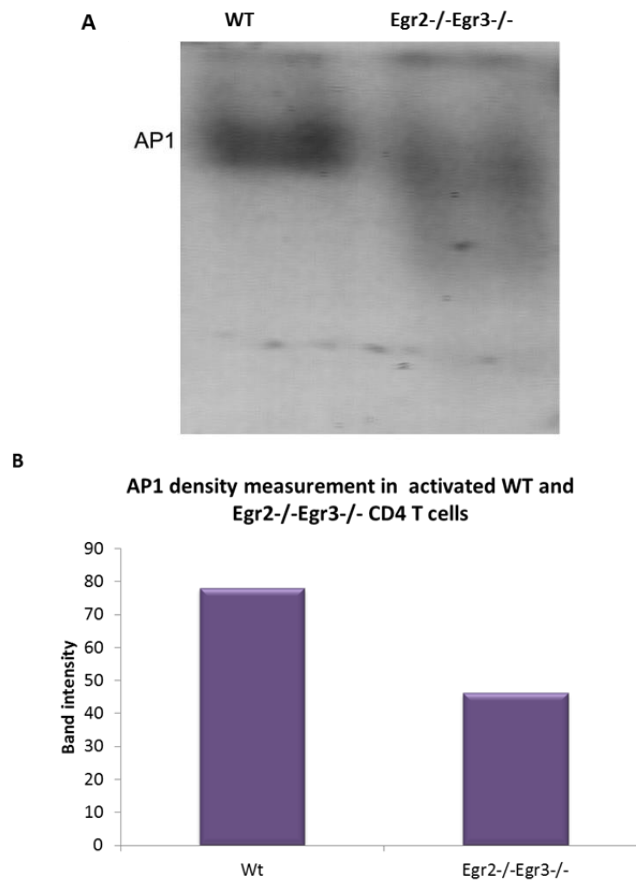 A
WT Egr2-/-Egr3-/-
AP1
B
AP1 density measurement in activated WT and
Egr2-/-Egr3-/- CD4 T cells
Band intensity
90
80
70
60
50
40
30
20
10
0
Wt Egr2-/-Egr3-/-